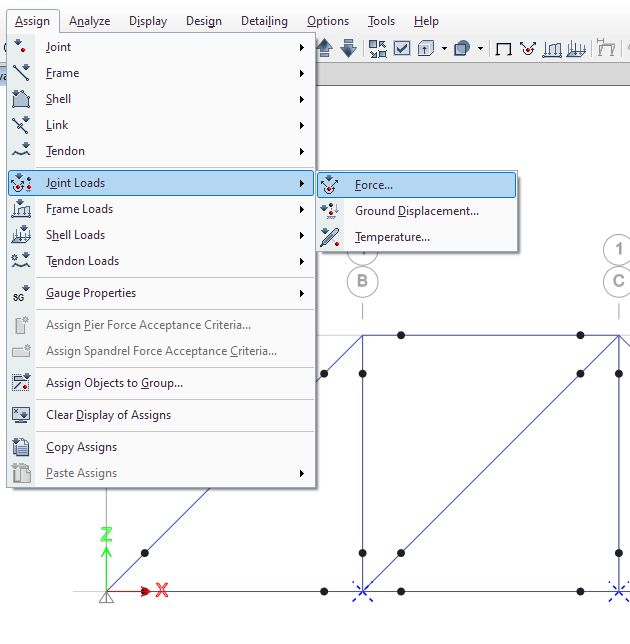 Assign Analyze Display Design Detailing Options Tools Help
Joint
Frame
Shell
Link
Tendon
Joint Loads
Force...
Frame Loads
Ground Displacement...
Shell Loads
Temperature...
Tendon Loads
1
B
C
SG Gauge Properties
Assign Pier Force Acceptance Criteria...
Assign Spandrel Force Acceptance Criteria...
Assign Objects to Group...
Clear Display of Assigns
Copy Assigns
Paste Assigns
Z
X